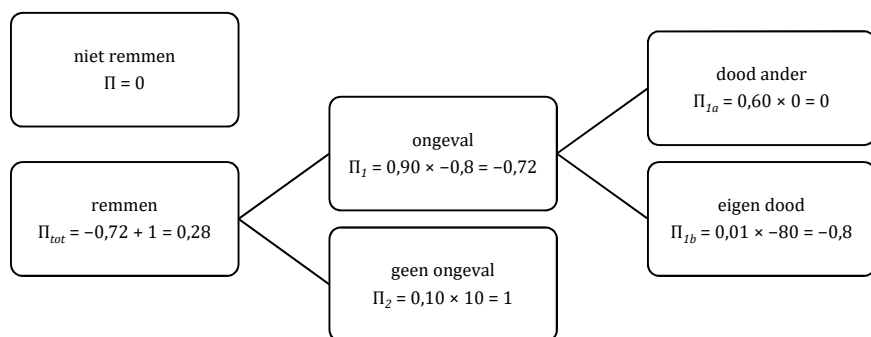 niet remmen
Π = 0
remmen
Π_tot = −0,72 + 1 = 0,28
ongeval
Π_1 = 0,90 × −0,8 = −0,72
geen ongeval
Π_2 = 0,10 × 10 = 1
dood ander
Π_1a = 0,60 × 0 = 0
eigen dood
Π_1b = 0,01 × −80 = −0,8